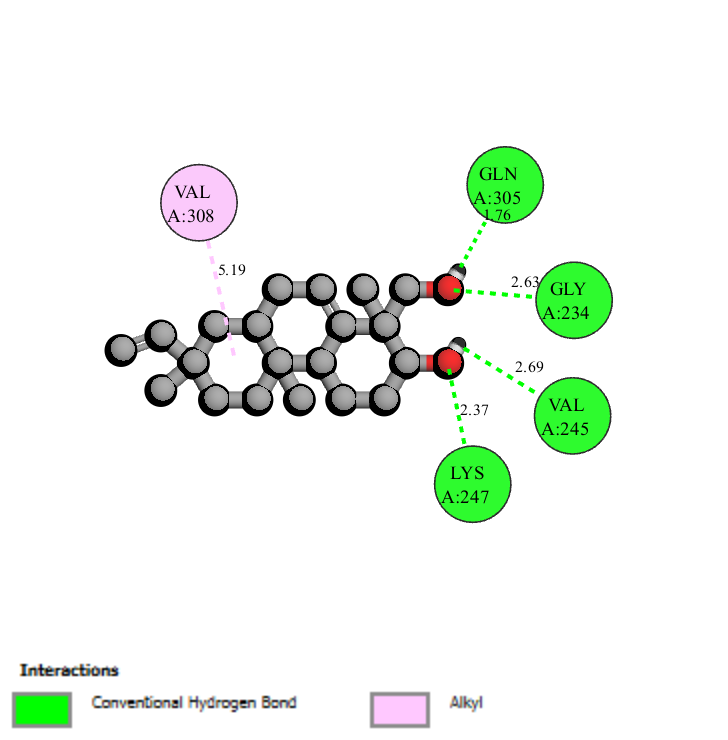 GLN
A:305
1.76
VAL
A:308
5.19
2.63
GLY
A:234
2.69
VAL
A:245
2.37
LYS
A:247
Interactions
Conventional Hydrogen Bond
Alkyl